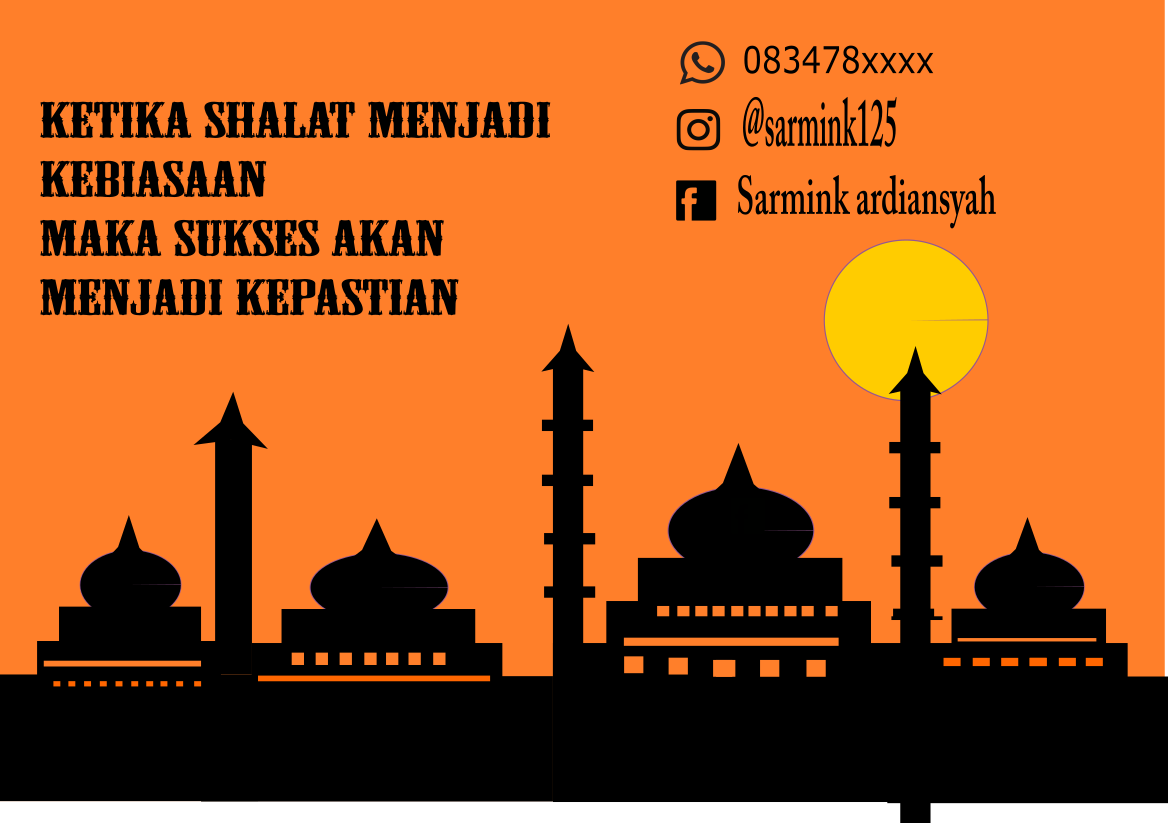 KETIKA SHALAT MENJADI
KEBIASAAN
MAKA SUKSES AKAN
MENJADI KEPASTIAN
083478xxxx
@sarmink125
Sarmink ardiansyah